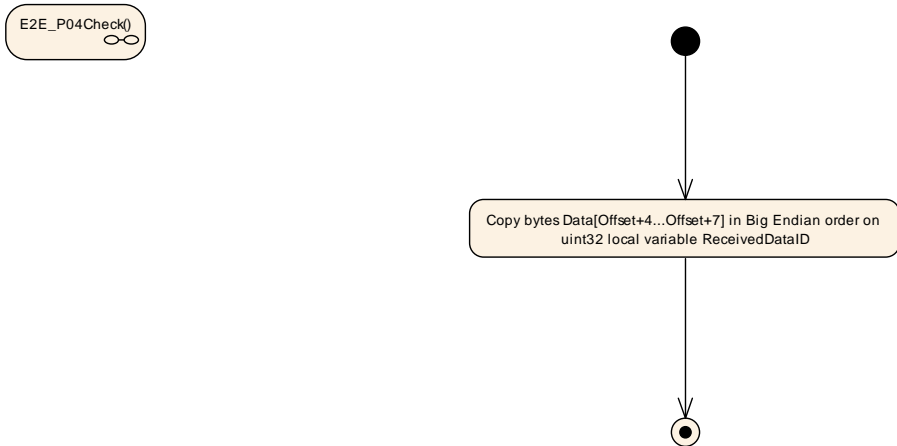 E2E_P04Check()
Copy bytes Data[Offset+4...Offset+7] in Big Endian order on
uint32 local variable ReceivedDataID